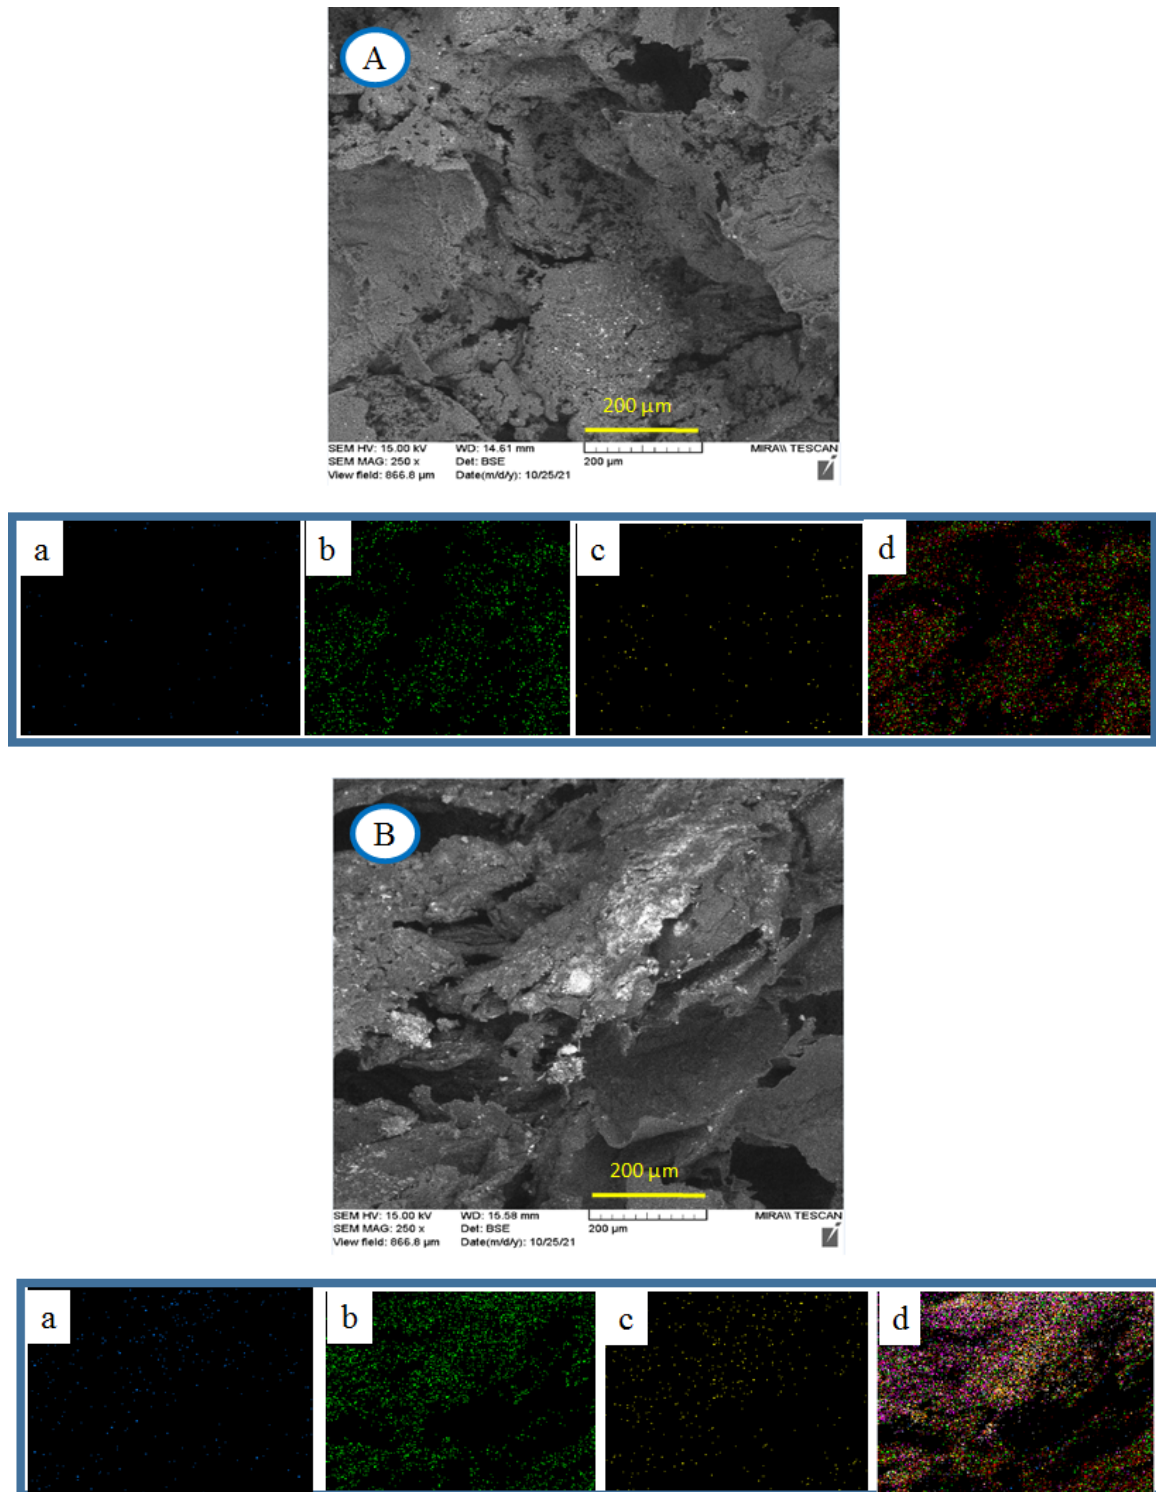 A
200 µm
SEM HV: 15.00 kV WD: 14.61 mm MIRA\\ TESCAN
SEM MAG: 250 x Det: BSE 200 µm
View field: 866.8 µm Date(m/d/y): 10/25/21
a b c d
B
200 µm
SEM HV: 15.00 kV WD: 15.58 mm MIRA\\ TESCAN
SEM MAG: 250 x Det: BSE 200 µm
View field: 866.8 µm Date(m/d/y): 10/25/21
a b c d